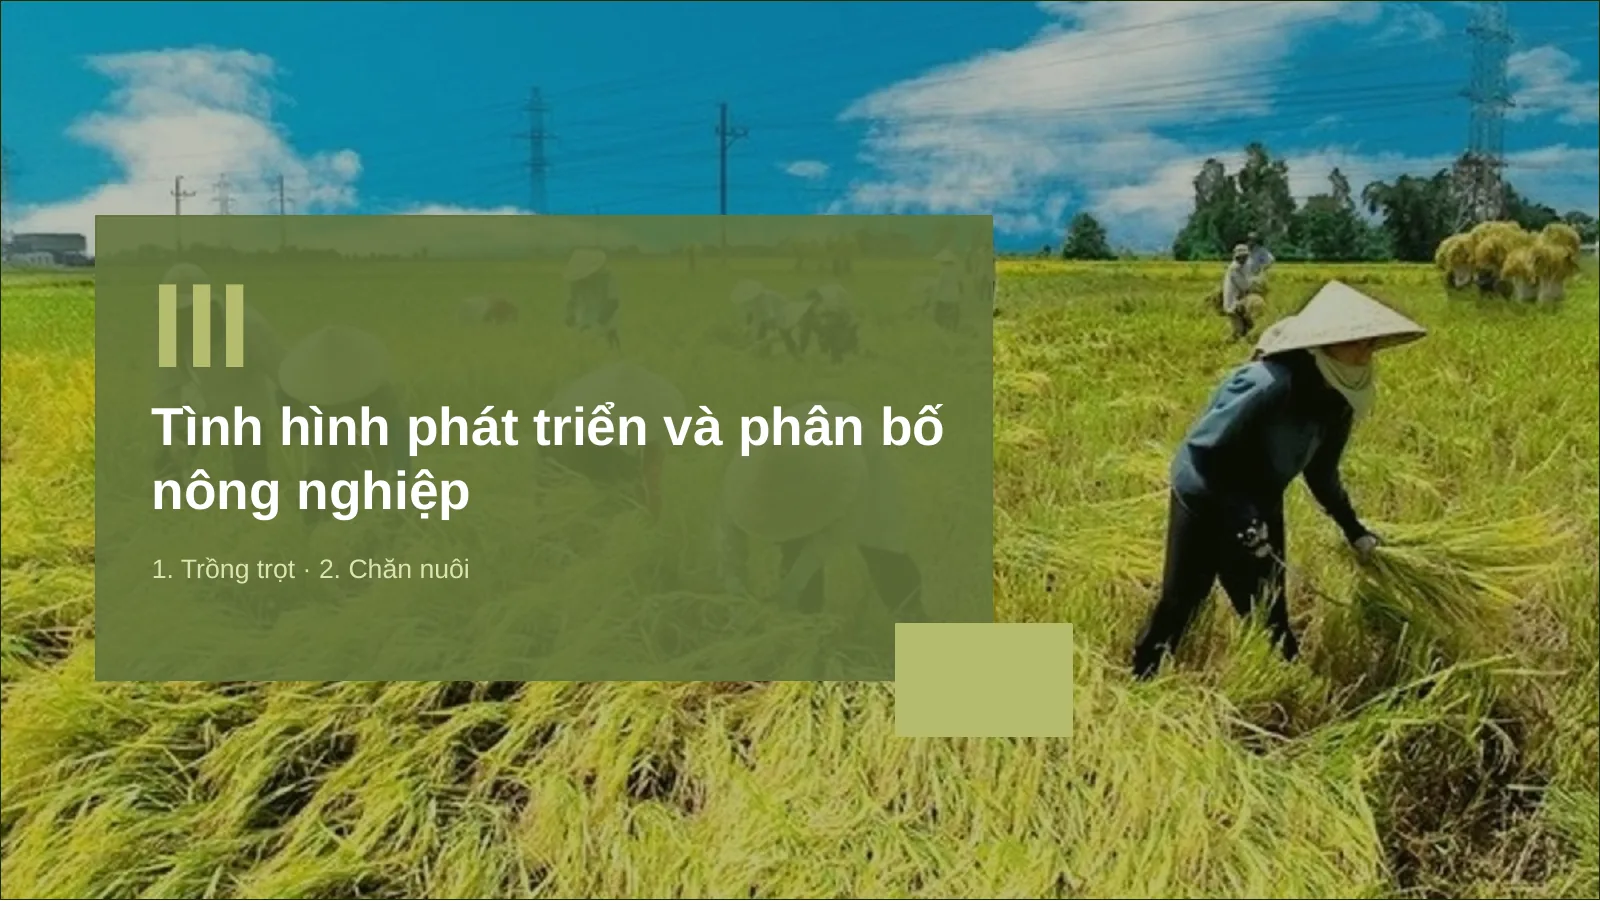 III
Tình hình phát triển và phân bố
nông nghiệp
1. Trồng trọt · 2. Chăn nuôi